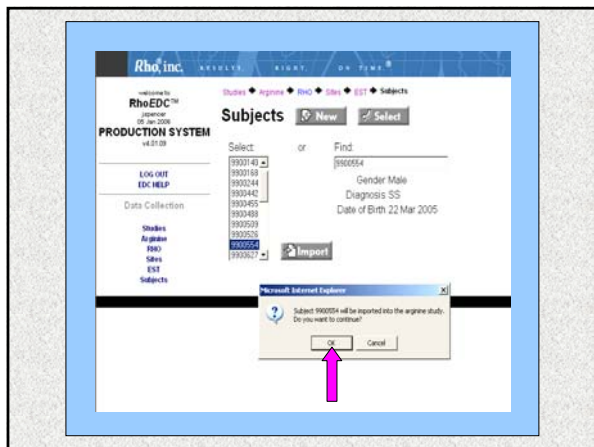 Rho, inc. RESULTS. RIGHT. ON TIME.®
welcome to
RhoEDC™
jspencer
05 Jan 2006
PRODUCTION SYSTEM
v4.01.09
LOG OUT
EDC HELP
Data Collection
Studies
Arginine
RHO
Sites
EST
Subjects
Studies Arginine RHO Sites EST Subjects
Subjects New Select
Select: or Find:
9900143
9900168
9900244
9900442
9900455
9900488
9900509
9900526
9900554
9900627
9900554
Gender Male
Diagnosis SS
Date of Birth 22 Mar 2005
Import
Microsoft Internet Explorer
Subject 9900554 will be imported into the arginine study.
Do you want to continue?
OK Cancel